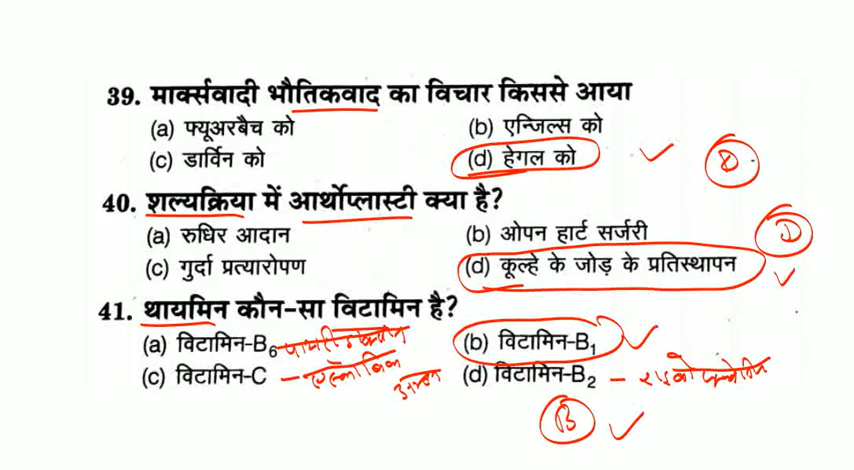 39. मार्क्सवादी भौतिकवाद का विचार किससे आया
(a) फ्यूअरबैच को (b) एन्जिल्स को
(c) डार्विन को (d) हेगल को
D
40. शल्यक्रिया में आर्थोप्लास्टी क्या है?
(a) रुधिर आदान (b) ओपन हार्ट सर्जरी
D
(c) गुर्दा प्रत्यारोपण (d) कूल्हे के जोड़ के प्रतिस्थापन
41. थायमिन कौन-सा विटामिन है?
(a) विटामिन-B₆ (b) विटामिन-B₁
(c) विटामिन-C (d) विटामिन-B₂
B